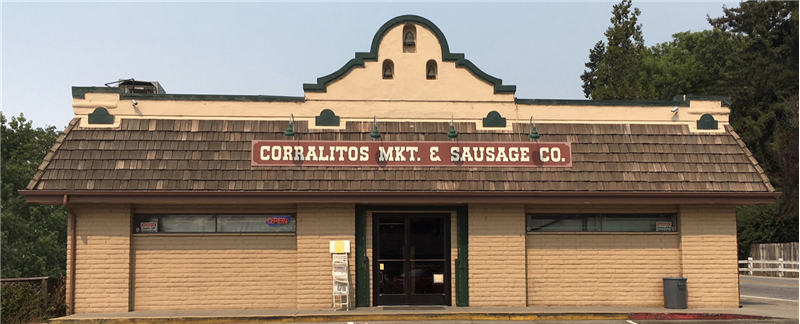 CORRALITOS MKT. & SAUSAGE CO.
OPEN